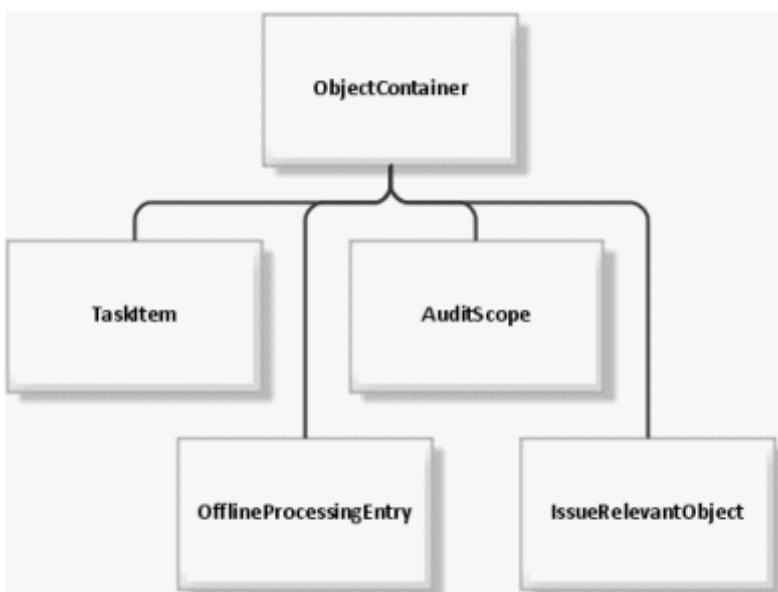 ObjectContainer
TaskItem
AuditScope
OfflineProcessingEntry
IssueRelevantObject